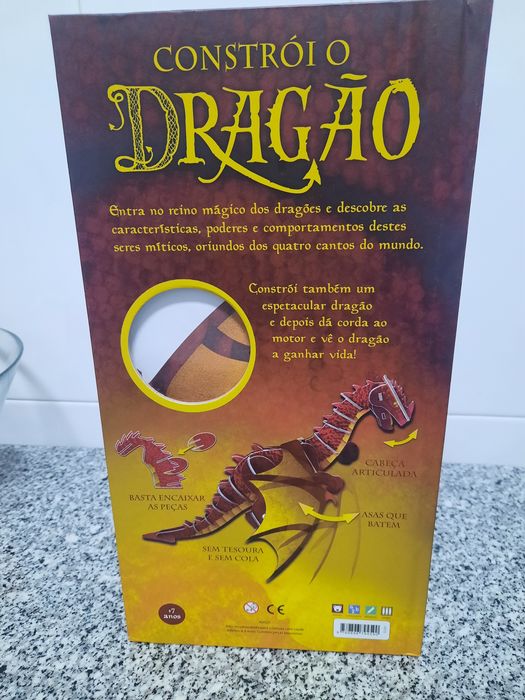 CONSTRÓI O
DRAGÃO
Entra no reino mágico dos dragões e descobre as
características, poderes e comportamentos destes
seres míticos, oriundos dos quatro cantos do mundo.
Constrói também um
espetacular dragão
e depois dá corda ao
motor e vê o dragão
a ganhar vida!
CABEÇA
ARTICULADA
BASTA ENCAIXAR
AS PEÇAS
ASAS QUE
BATEM
SEM TESOURA
E SEM COLA
+7
anos
CE